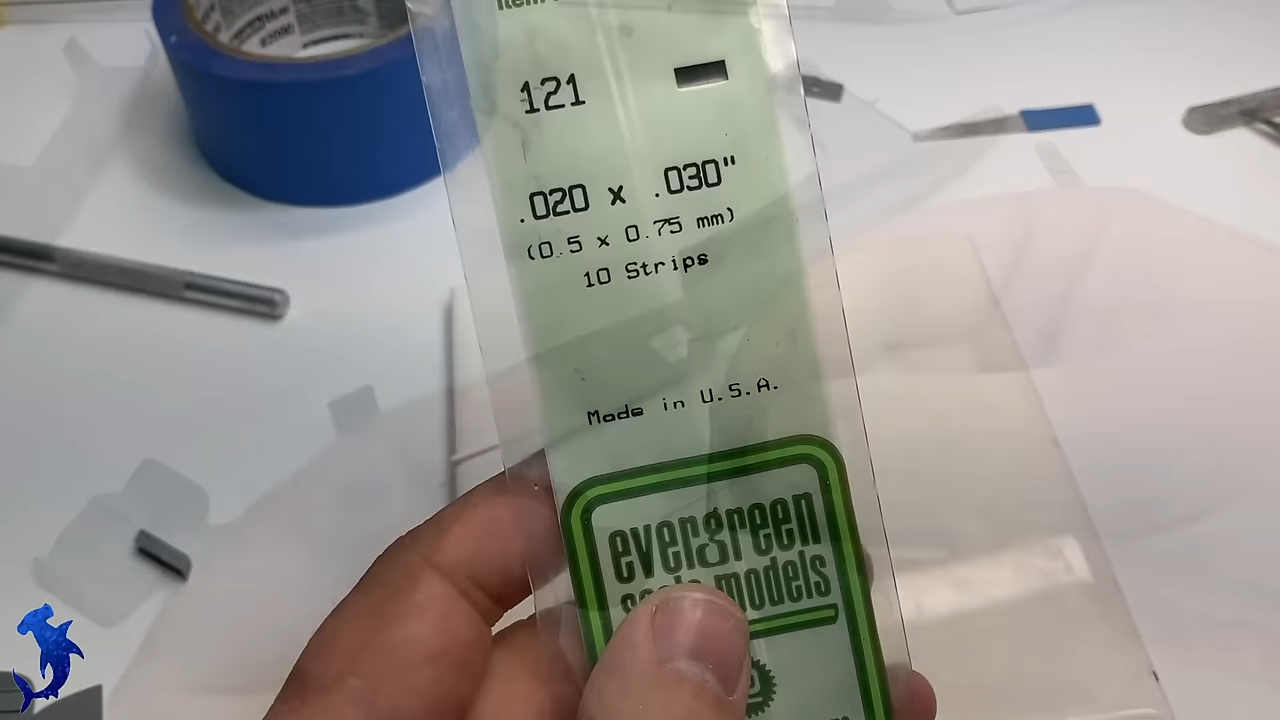 121
.020 x .030"
(0.5 x 0.75 mm)
10 Strips
Made in U.S.A.
evergreen
models